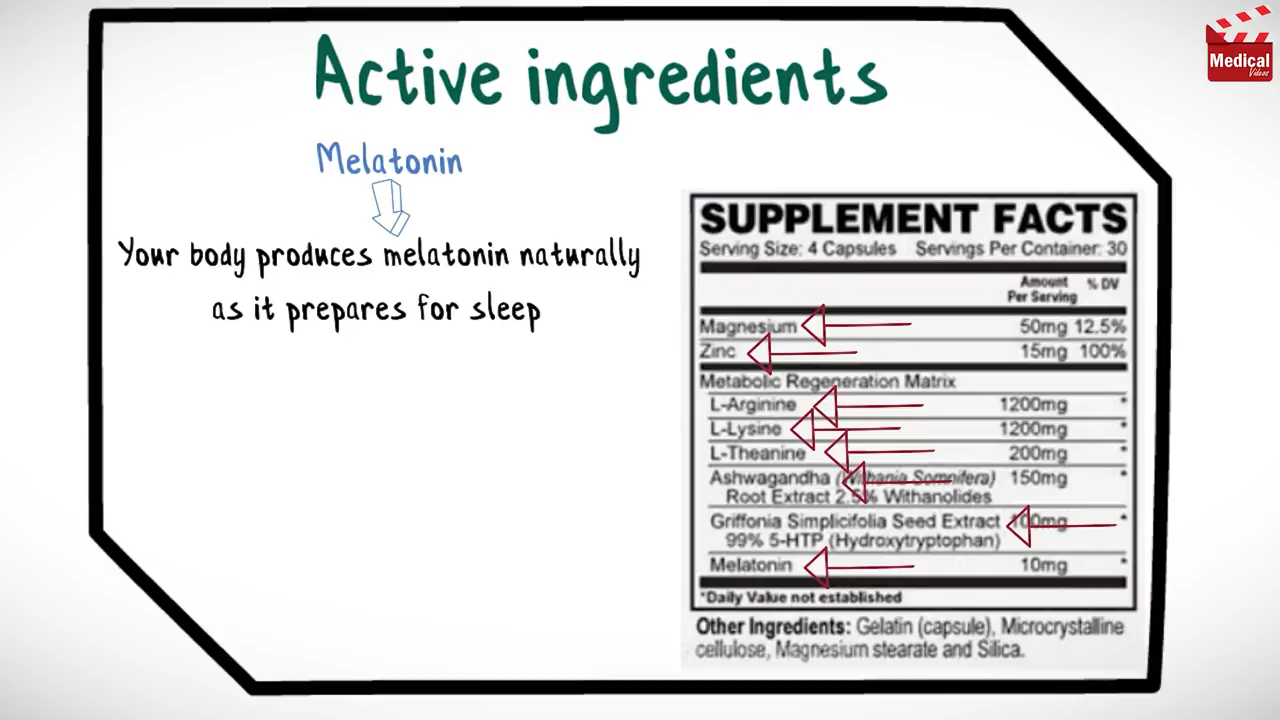 Active ingredients
Medical
Videos
Melatonin
Your body produces melatonin naturally
as it prepares for sleep
SUPPLEMENT FACTS
Serving Size: 4 Capsules Servings Per Container: 30
Amount % DV
Per Serving
Magnesium 50mg 12.5%
Zinc 15mg 100%
Metabolic Regeneration Matrix
L-Arginine 1200mg *
L-Lysine 1200mg *
L-Theanine 200mg *
Ashwagandha (Withania Somnifera) 150mg *
Root Extract 2.5% Withanolides
Griffonia Simplicifolia Seed Extract 100mg *
99% 5-HTP (Hydroxytryptophan)
Melatonin 10mg *
*Daily Value not established
Other Ingredients: Gelatin (capsule), Microcrystalline
cellulose, Magnesium stearate and Silica.